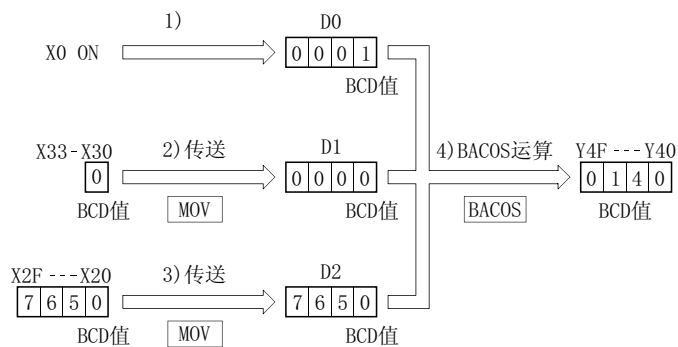 1)
D0
X0 ON
0 0 0 1
BCD值
X33-X30
2)传送
D1
4)BACOS运算
Y4F ---Y40
0
0 0 0 0
0 1 4 0
BCD值
MOV
BCD值
BACOS
BCD值
X2F ---X20
3)传送
D2
7 6 5 0
7 6 5 0
BCD值
MOV
BCD值